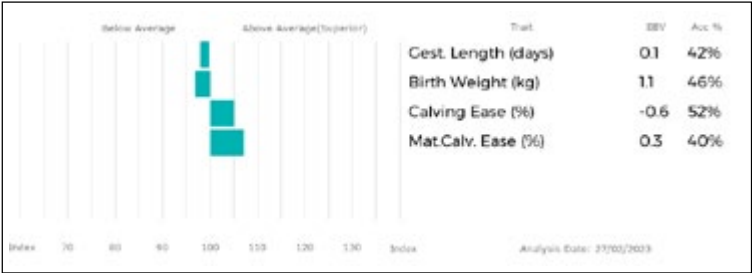 Below Average Above Average(Superior) Trait EBV Acc %
Gest. Length (days) 0.1 42%
Birth Weight (kg) 1.1 46%
Calving Ease (%) -0.6 52%
Mat.Calv. Ease (%) 0.3 40%
Index 70 80 90 100 110 120 130 Index Analysis Date: 27/02/2023